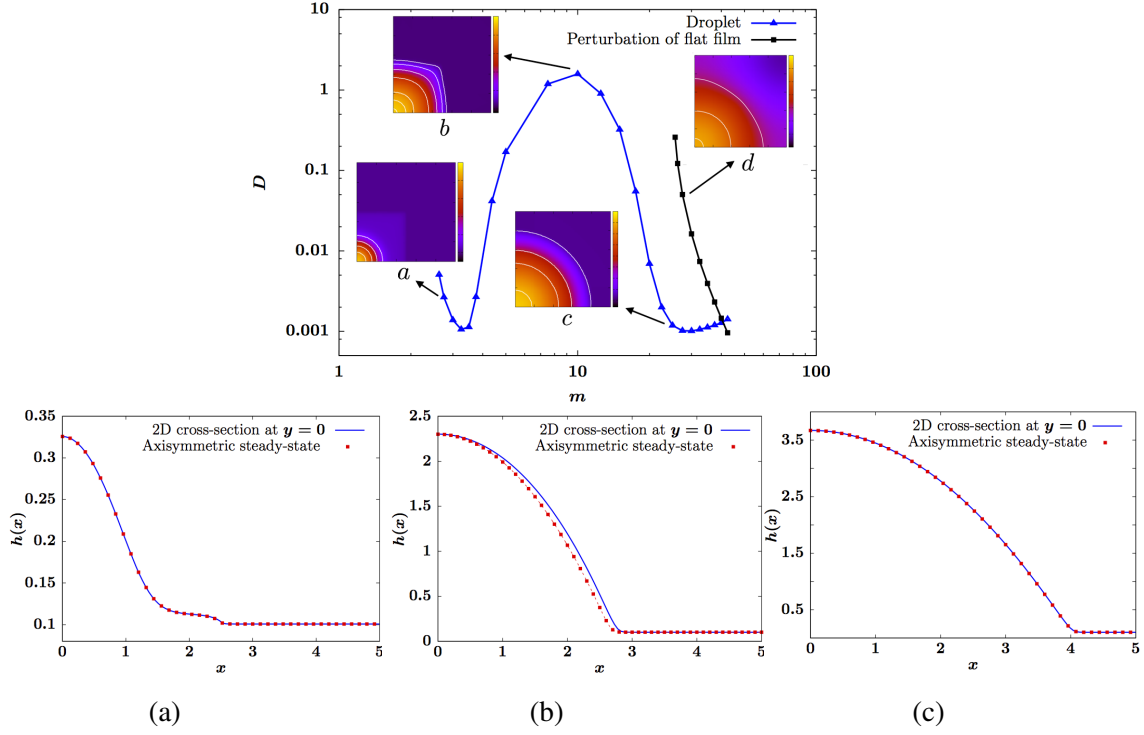 10
1
0.1
0.01
0.001
D
1
10
100
m
Droplet
Perturbation of flat film
a
b
c
d
0.35
0.3
0.25
0.2
0.15
0.1
h(x)
0 1 2 3 4 5
x
2D cross-section at y = 0
Axisymmetric steady-state
2.5
2
1.5
1
0.5
0
h(x)
0 1 2 3 4 5
x
2D cross-section at y = 0
Axisymmetric steady-state
3.5
2.5
1.5
0.5
h(x)
0 1 2 3 4 5
x
2D cross-section at y = 0
Axisymmetric steady-state
(a) (b) (c)